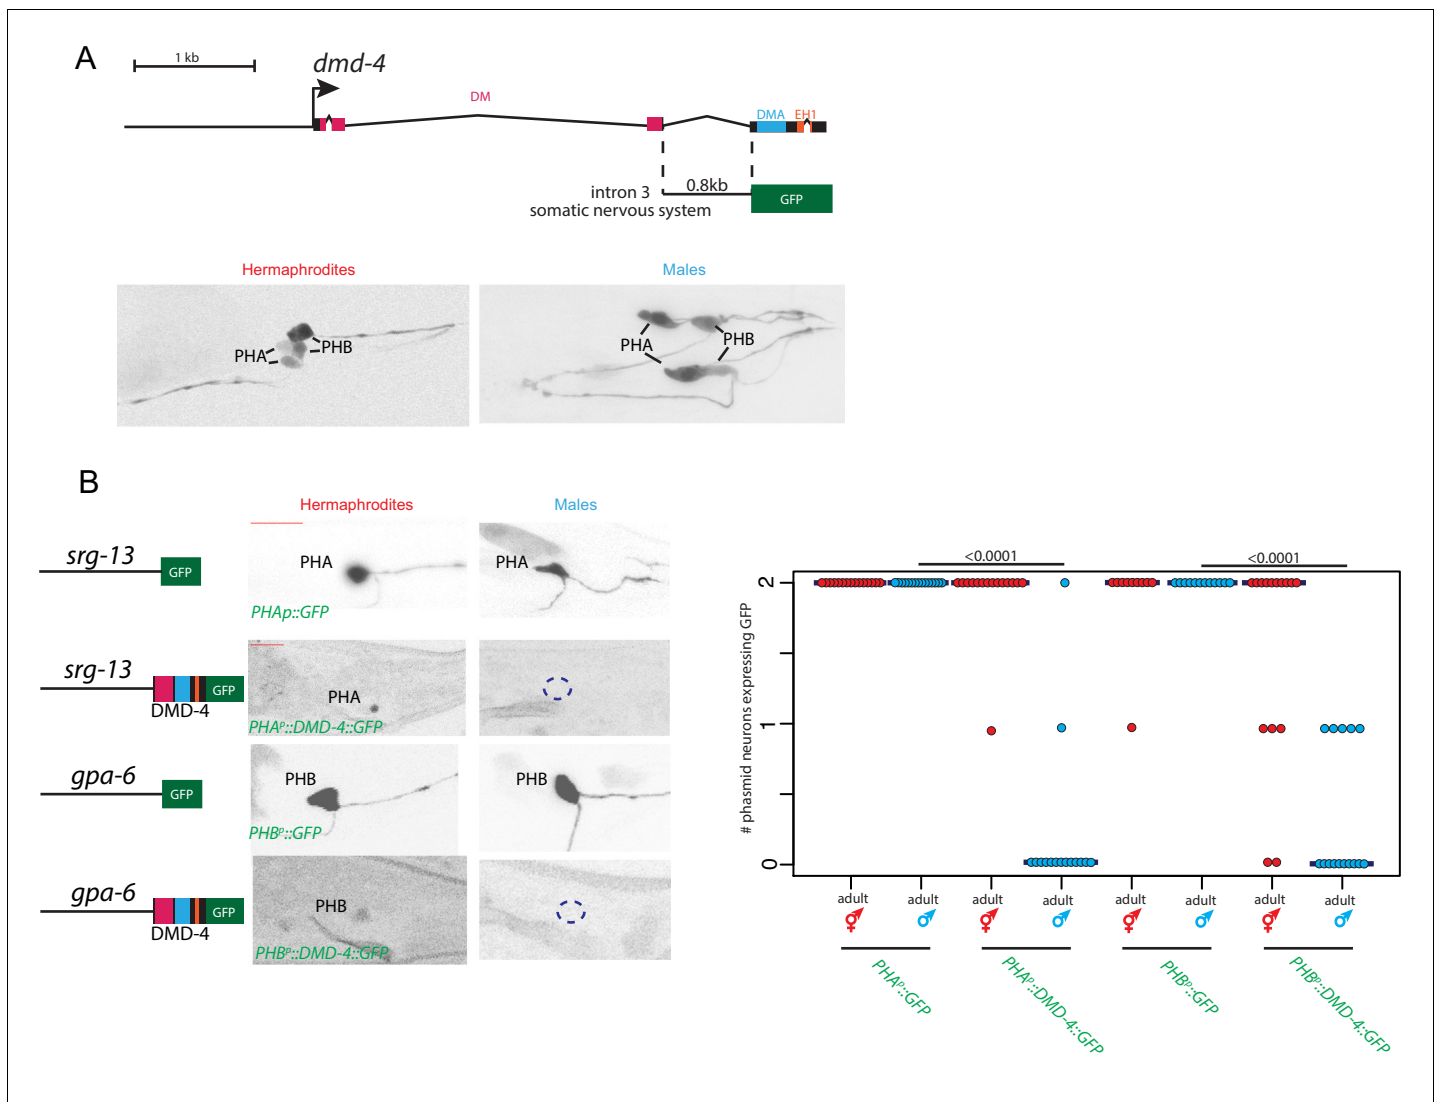 A
1 kb
dmd-4
DM
DMA EH1
intron 3
0.8kb
GFP
somatic nervous system
Hermaphrodites
Males
PHA
PHB
PHA
PHB
B
Hermaphrodites
Males
srg-13
GFP
PHA
PHAp::GFP
PHA
srg-13
GFP
DMD-4
PHA
PHAᵖ::DMD-4::GFP
gpa-6
GFP
PHB
PHBᵖ::GFP
PHB
gpa-6
GFP
DMD-4
PHB
PHBᵖ::DMD-4::GFP
# phasmid neurons expressing GFP
<0.0001
<0.0001
2
1
0
adult
adult
adult
adult
adult
adult
adult
adult
PHAᵖ::GFP
PHAᵖ::DMD-4::GFP
PHBᵖ::GFP
PHBᵖ::DMD-4::GFP